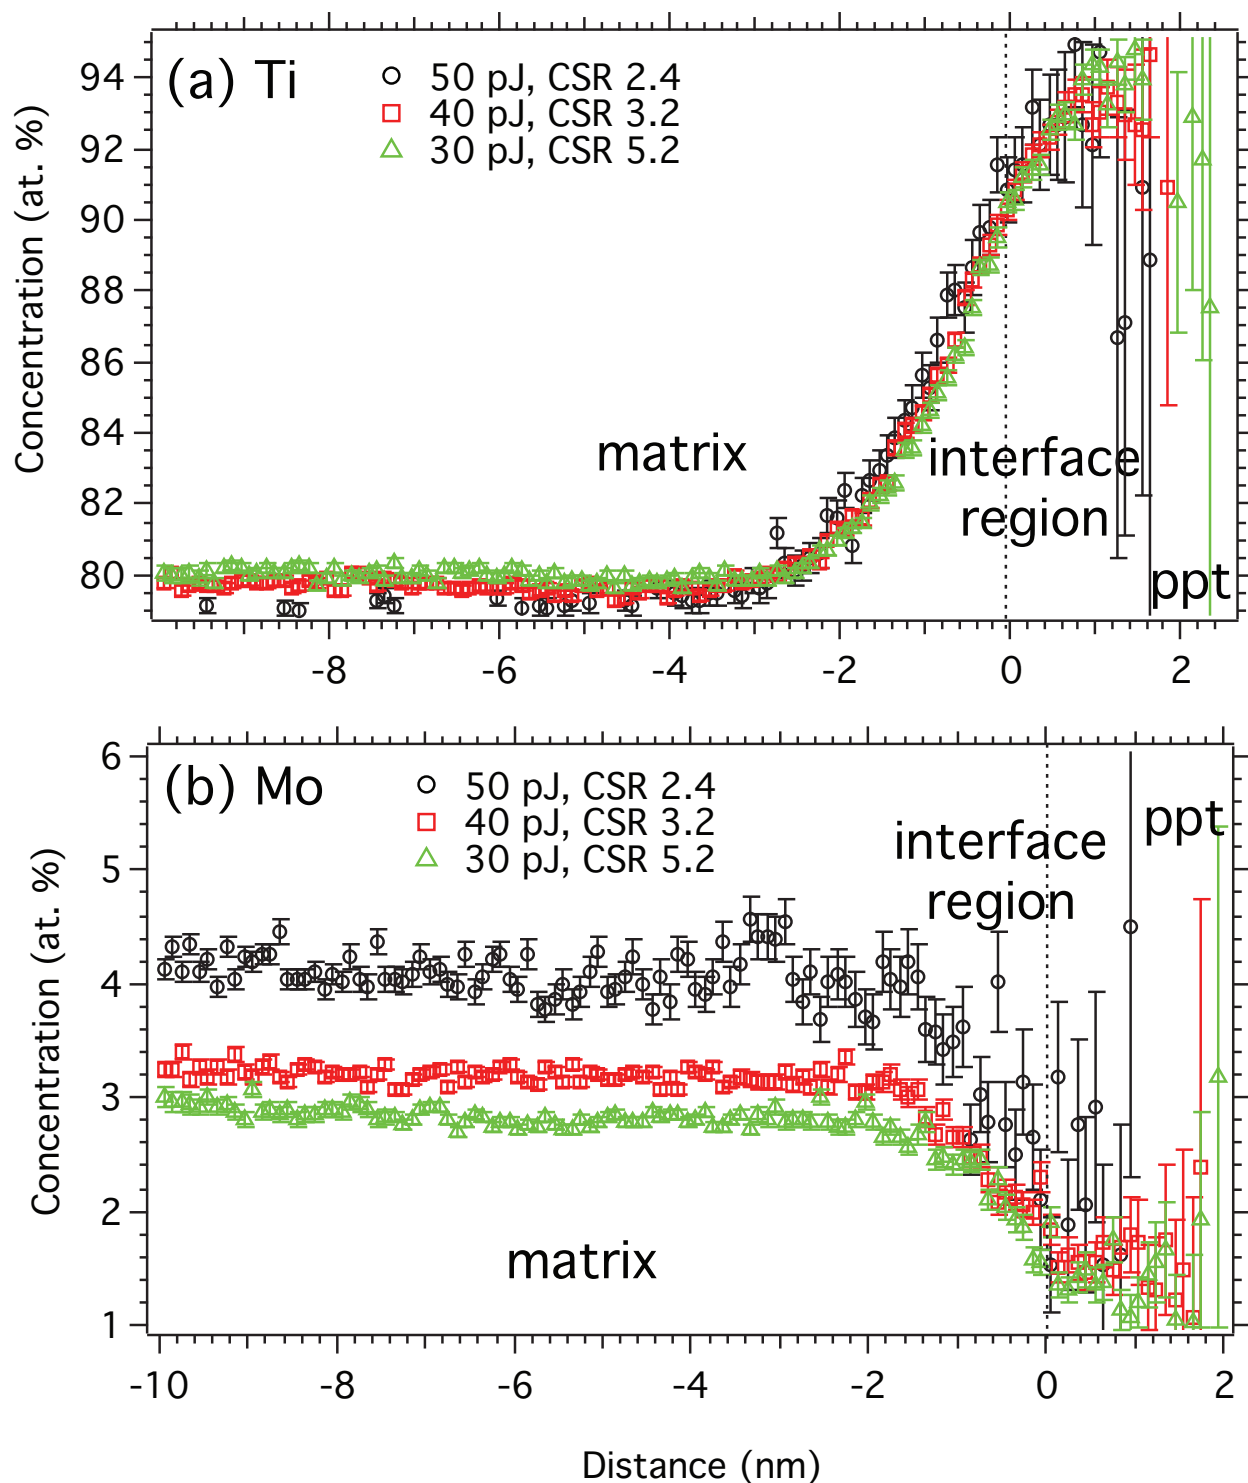 (a) Ti
50 pJ, CSR 2.4
40 pJ, CSR 3.2
30 pJ, CSR 5.2
Concentration (at. %)
94
92
90
88
86
84
82
80
matrix
interface
region
ppt
-8 -6 -4 -2 0 2
(b) Mo
50 pJ, CSR 2.4
40 pJ, CSR 3.2
30 pJ, CSR 5.2
Concentration (at. %)
6
5
4
3
2
1
interface
region
ppt
matrix
-10 -8 -6 -4 -2 0 2
Distance (nm)